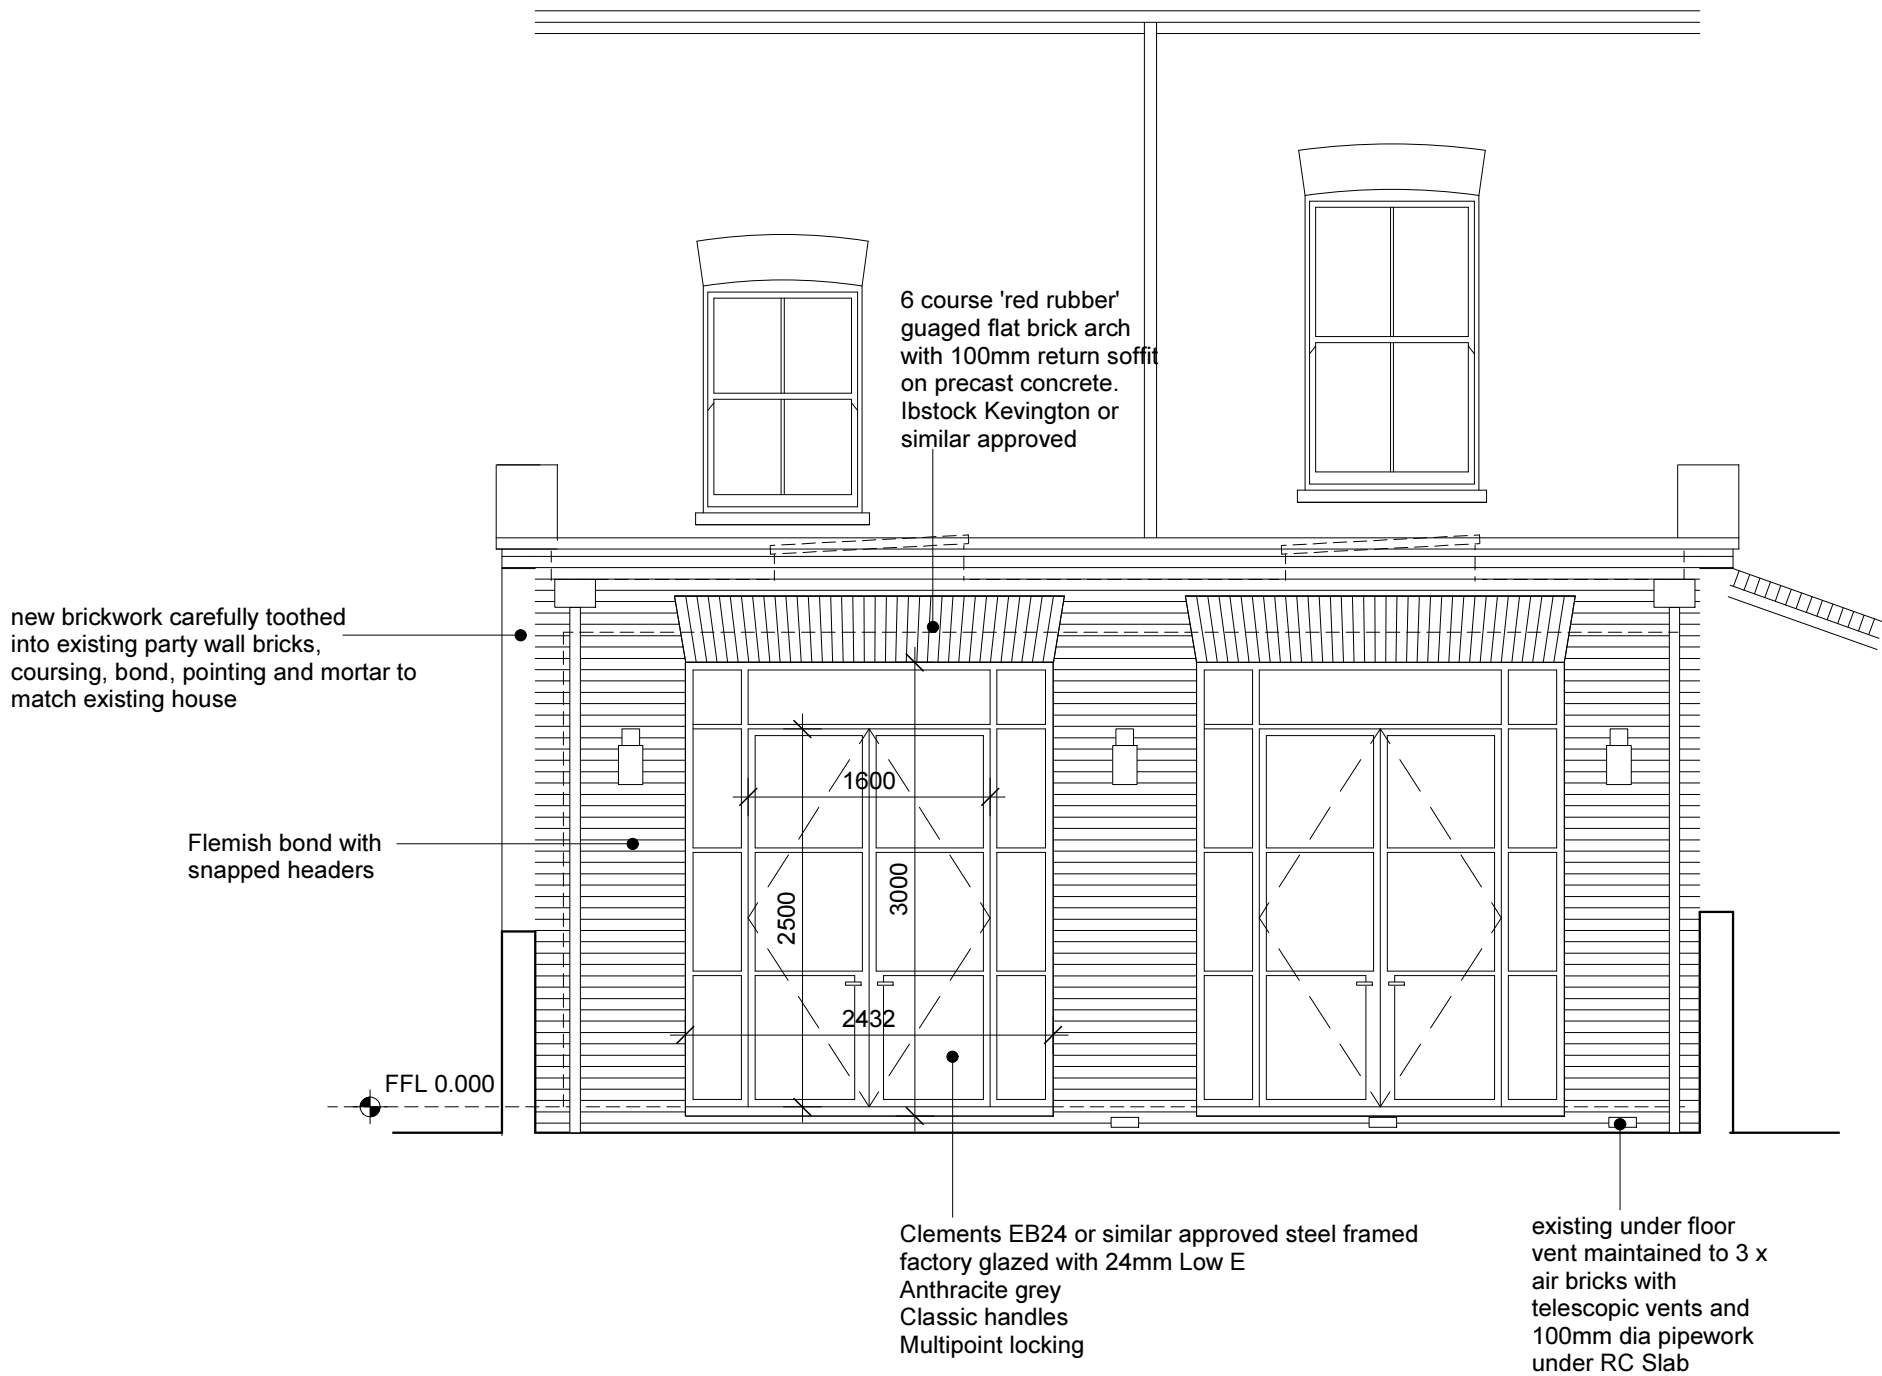 6 course 'red rubber'
guaged flat brick arch
with 100mm return soffit
on precast concrete.
Ibstock Kevington or
similar approved
new brickwork carefully toothed
into existing party wall bricks,
coursing, bond, pointing and mortar to
match existing house
Flemish bond with
snapped headers
1600
2500
3000
2432
FFL 0.000
Clements EB24 or similar approved steel framed
factory glazed with 24mm Low E
Anthracite grey
Classic handles
Multipoint locking
existing under floor
vent maintained to 3 x
air bricks with
telescopic vents and
100mm dia pipework
under RC Slab